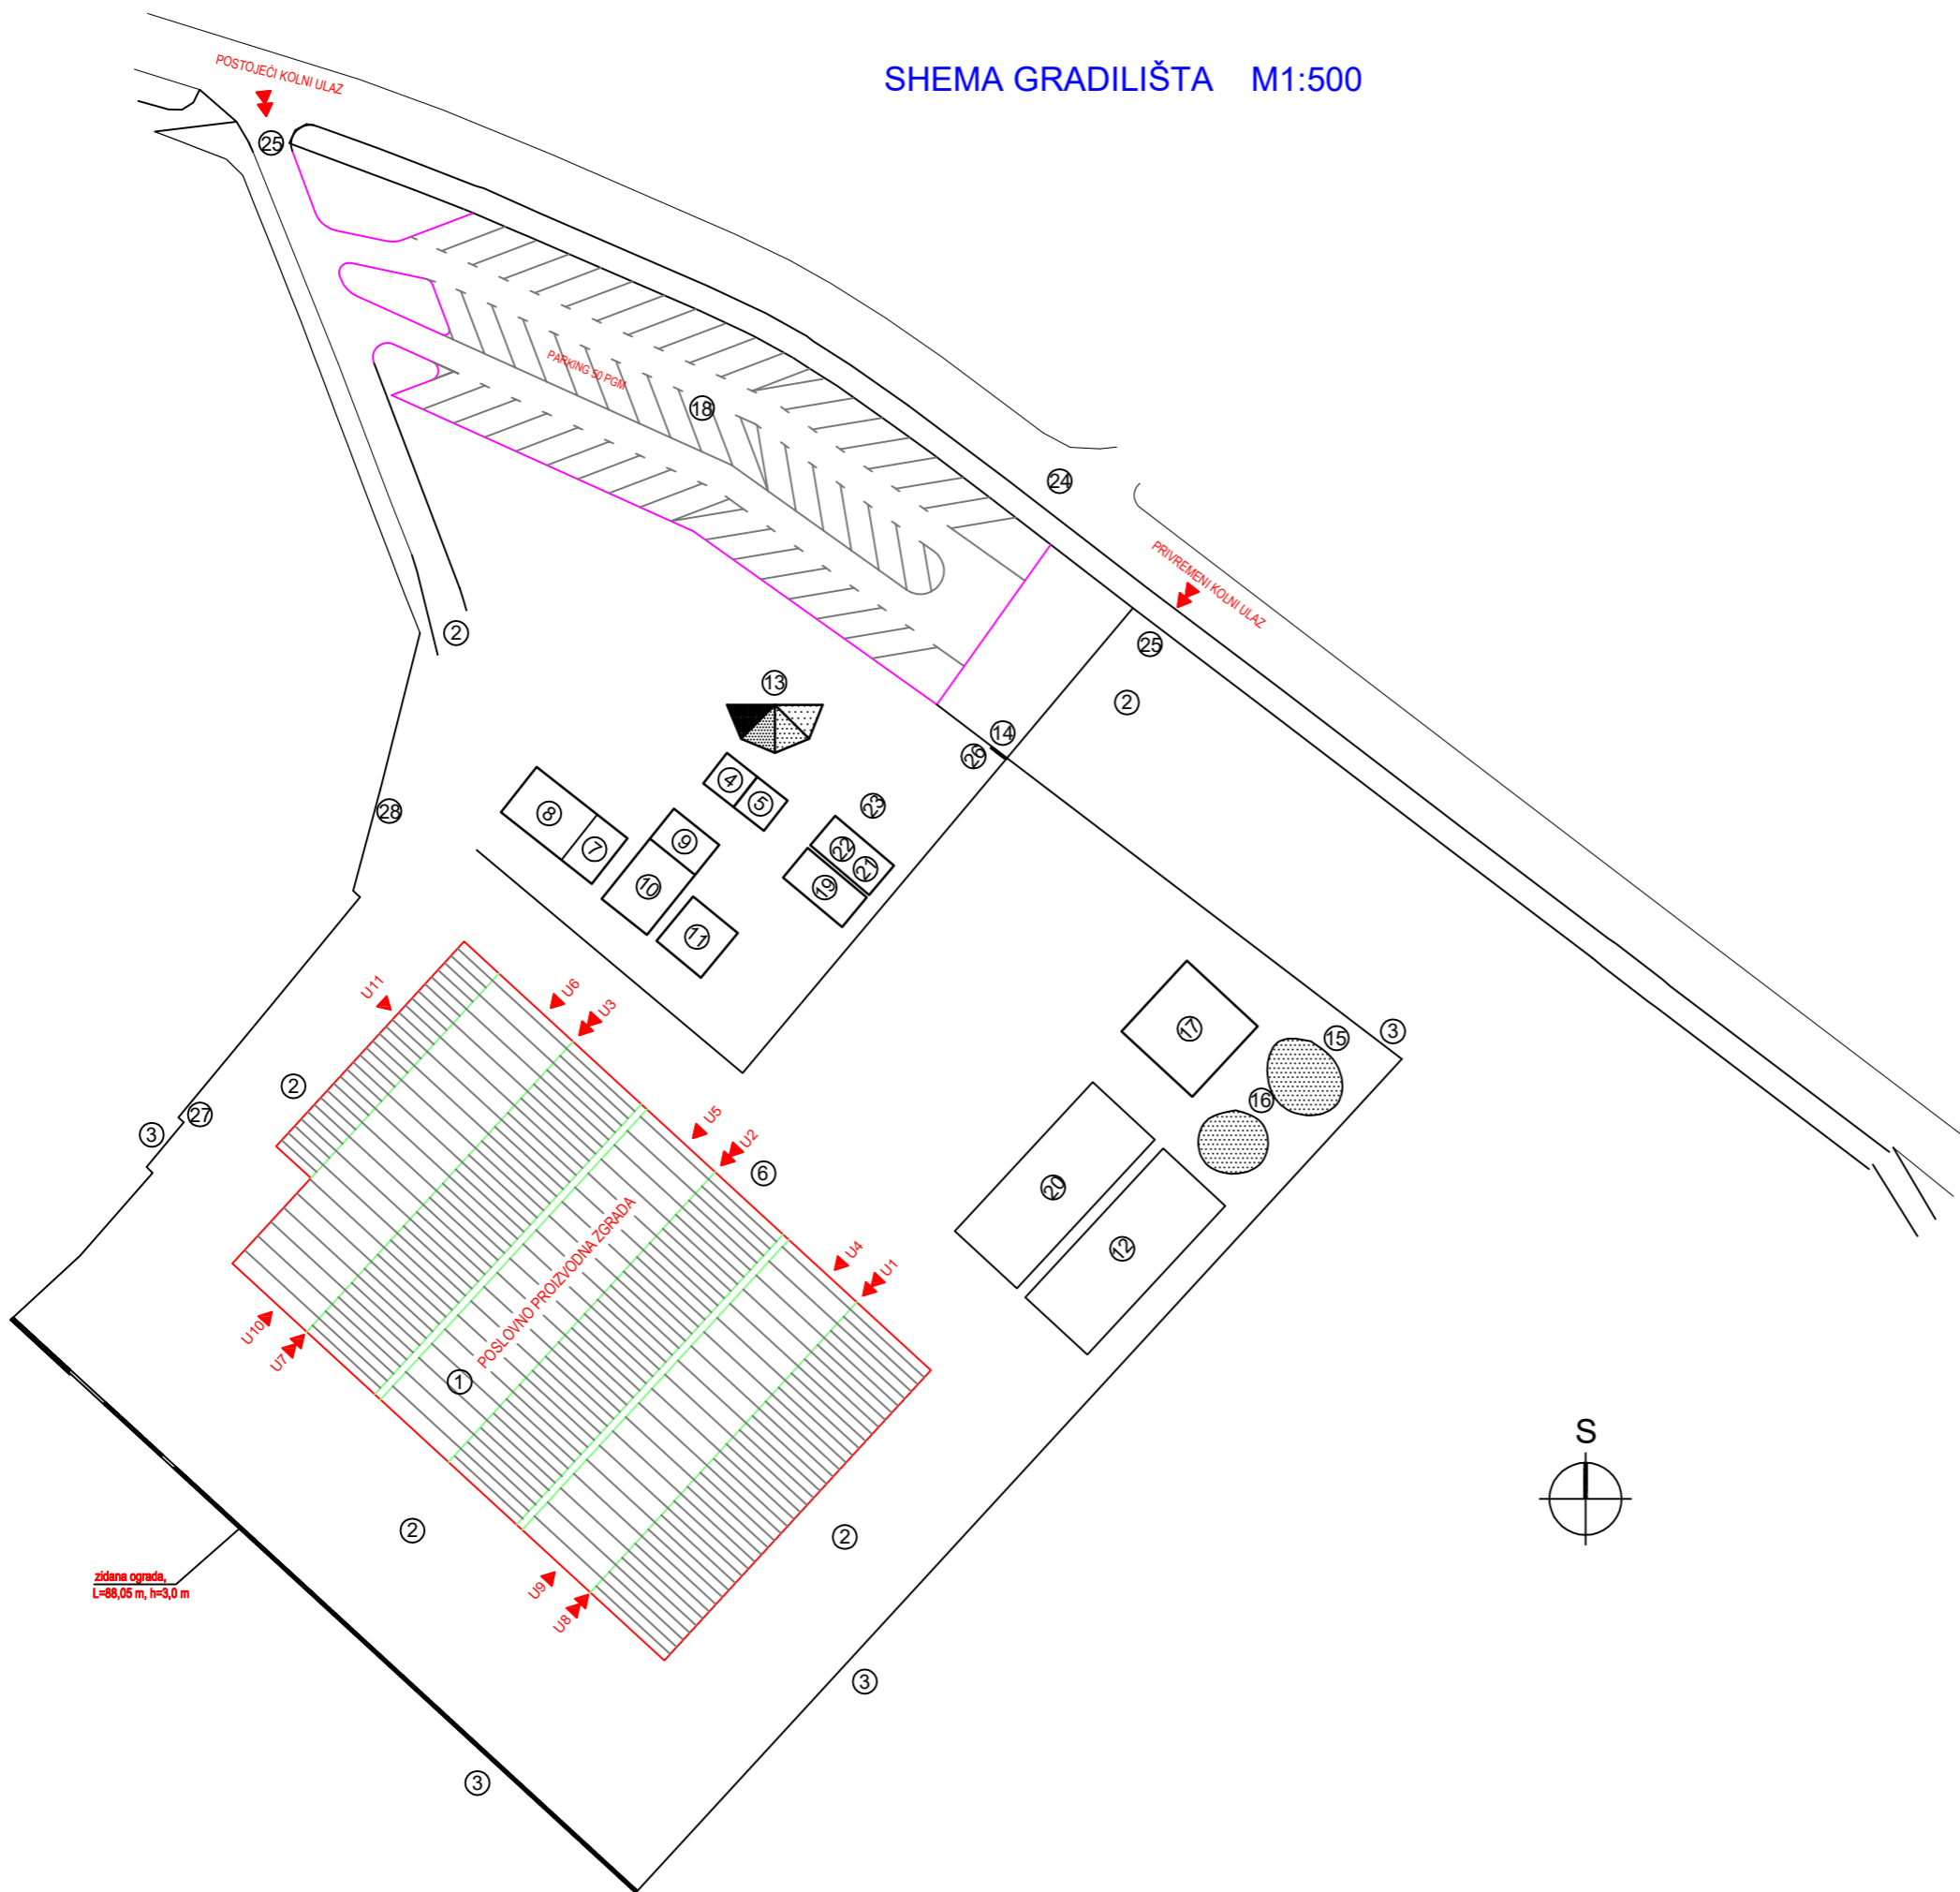 SHEMA GRADILIŠTA M1:500
POSTOJEĆI KOLNI ULAZ
25
PARKING 50 PGM
18
24
PRIVREMENI KOLNI ULAZ
2
25
13
2
14
26
4
5
8
7
28
23
9
22
21
10
19
11
U11
U6
U3
17
15
3
2
27
3
16
U5
U2
6
20
POSLOVNO PROIZVODNA ZGRADA
12
U4
U1
U10
U7
1
S
2
2
zidana ograda,
L=88,05 m, h=3,0 m
U9
U8
3
3